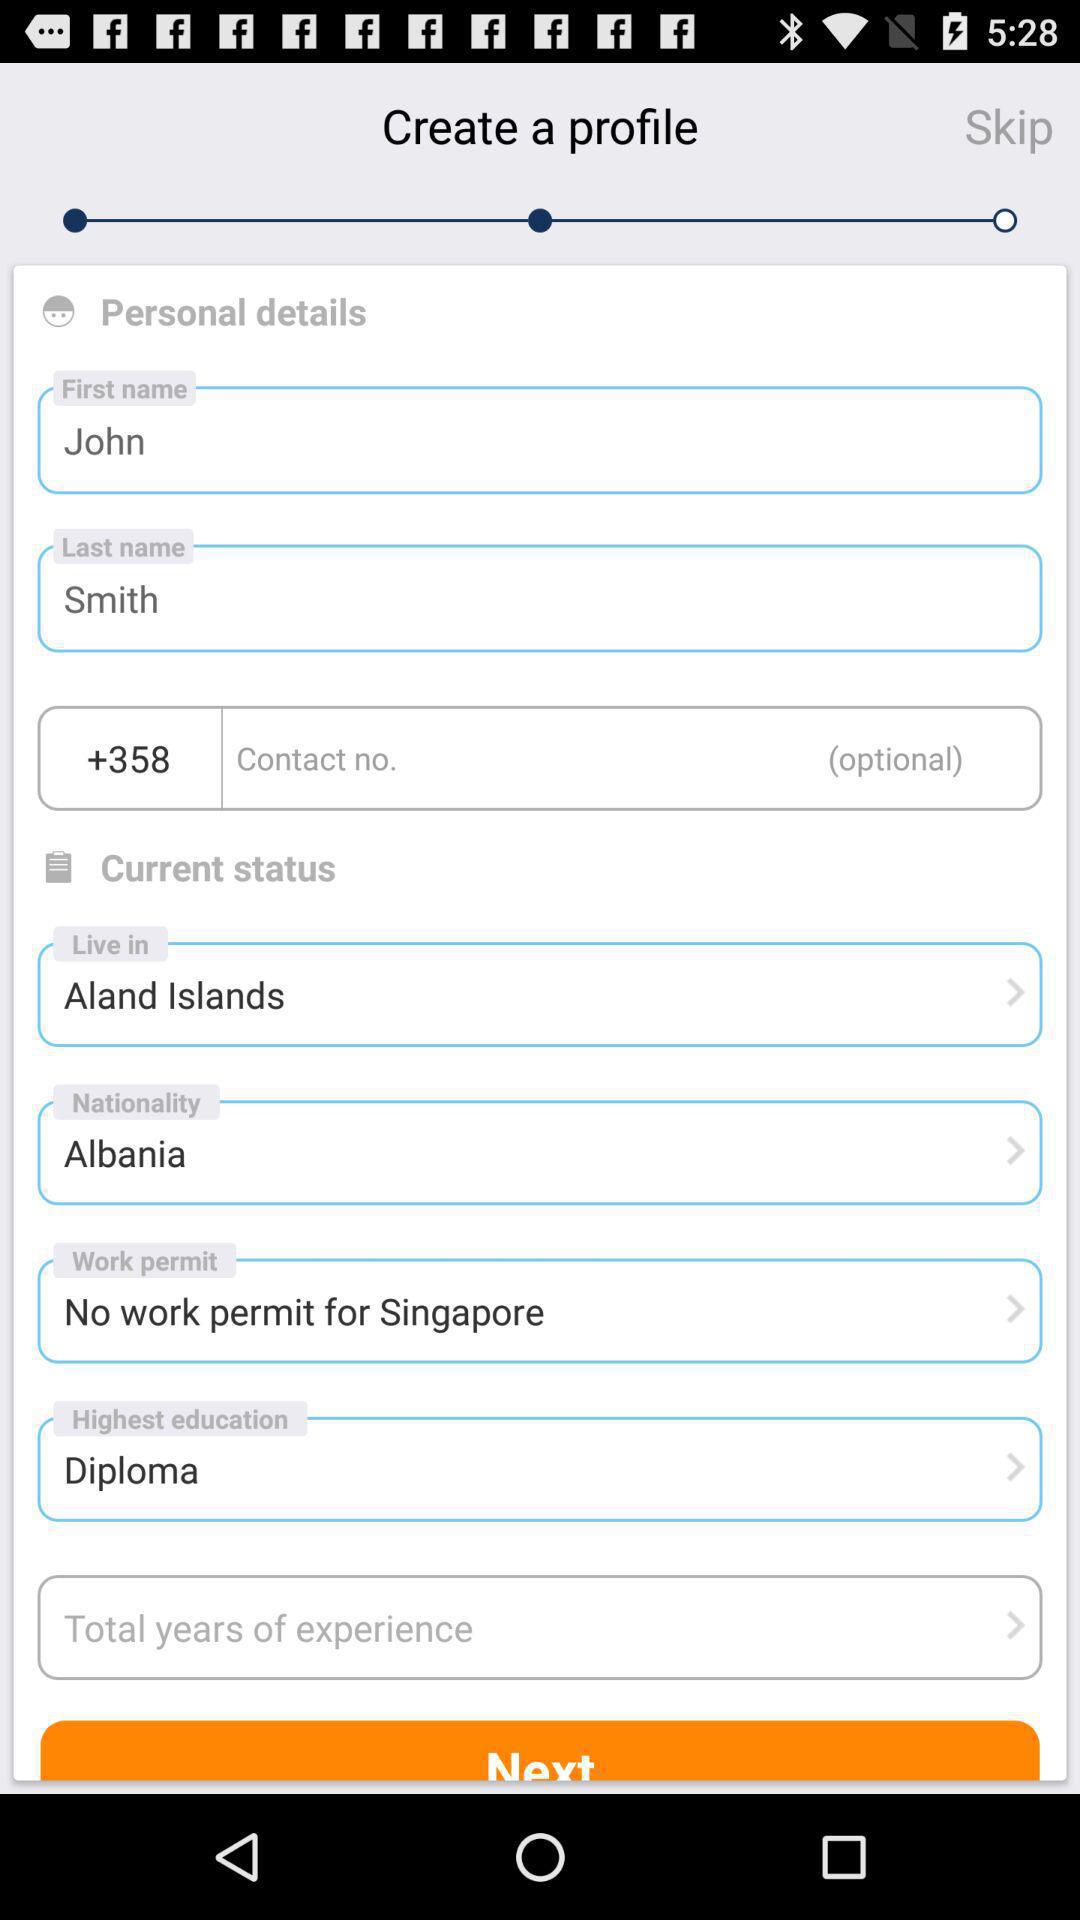 5:28
Create a profile
Skip
Personal details
First name
John
Last name
Smith
+358 Contact no. (optional)
Current status
Live in
Aland Islands
Nationality
Albania
Work permit
No work permit for Singapore
Highest education
Diploma
Total years of experience
Next